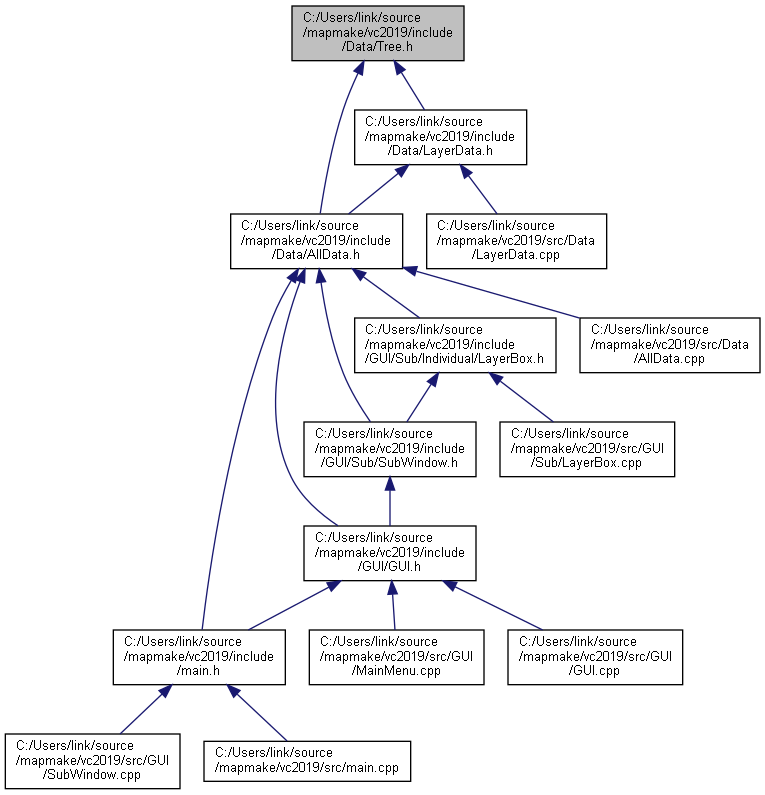 C:/Users/link/source
/mapmake/vc2019/include
/Data/Tree.h
C:/Users/link/source
/mapmake/vc2019/include
/Data/LayerData.h
C:/Users/link/source
/mapmake/vc2019/include
/Data/AllData.h
C:/Users/link/source
/mapmake/vc2019/src/Data
/LayerData.cpp
C:/Users/link/source
/mapmake/vc2019/include
/GUI/Sub/Individual/LayerBox.h
C:/Users/link/source
/mapmake/vc2019/src/Data
/AllData.cpp
C:/Users/link/source
/mapmake/vc2019/include
/GUI/Sub/SubWindow.h
C:/Users/link/source
/mapmake/vc2019/src/GUI
/Sub/LayerBox.cpp
C:/Users/link/source
/mapmake/vc2019/include
/GUI/GUI.h
C:/Users/link/source
/mapmake/vc2019/include
/main.h
C:/Users/link/source
/mapmake/vc2019/src/GUI
/MainMenu.cpp
C:/Users/link/source
/mapmake/vc2019/src/GUI
/GUI.cpp
C:/Users/link/source
/mapmake/vc2019/src/GUI
/SubWindow.cpp
C:/Users/link/source
/mapmake/vc2019/src/main.cpp